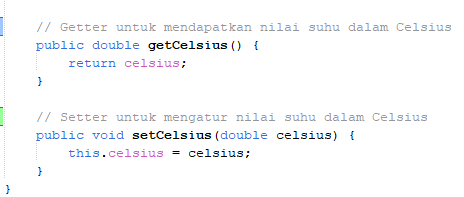 // Getter untuk mendapatkan nilai suhu dalam Celsius
public double getCelsius() {
return celsius;
}
// Setter untuk mengatur nilai suhu dalam Celsius
public void setCelsius(double celsius) {
this.celsius = celsius;
}
}